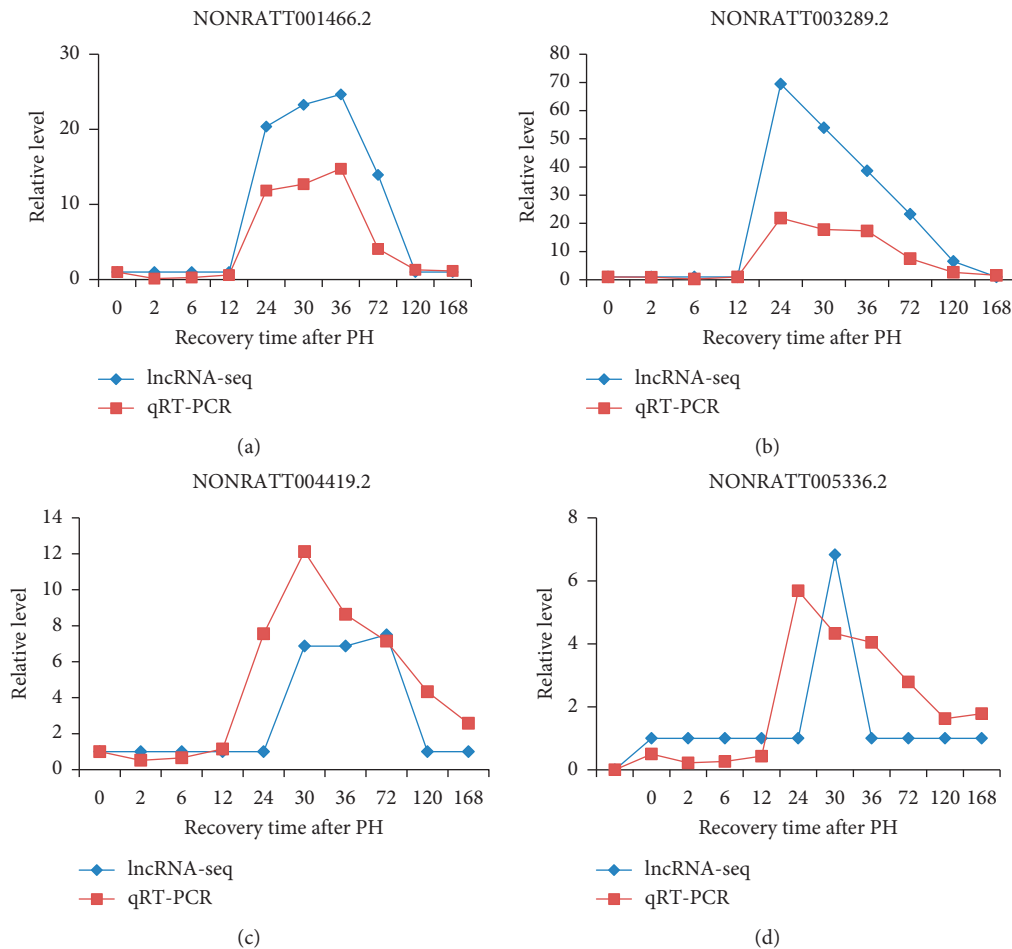 NONRATT001466.2
30
20
10
0
Relative level
0 2 6 12 24 30 36 72 120 168
Recovery time after PH
lncRNA-seq
qRT-PCR
(a)
NONRATT003289.2
80
70
60
50
40
30
20
10
0
Relative level
0 2 6 12 24 30 36 72 120 168
Recovery time after PH
lncRNA-seq
qRT-PCR
(b)
NONRATT004419.2
14
12
10
8
6
4
2
0
Relative level
0 2 6 12 24 30 36 72 120 168
Recovery time after PH
lncRNA-seq
qRT-PCR
(c)
NONRATT005336.2
8
6
4
2
0
Relative level
0 2 6 12 24 30 36 72 120 168
Recovery time after PH
lncRNA-seq
qRT-PCR
(d)